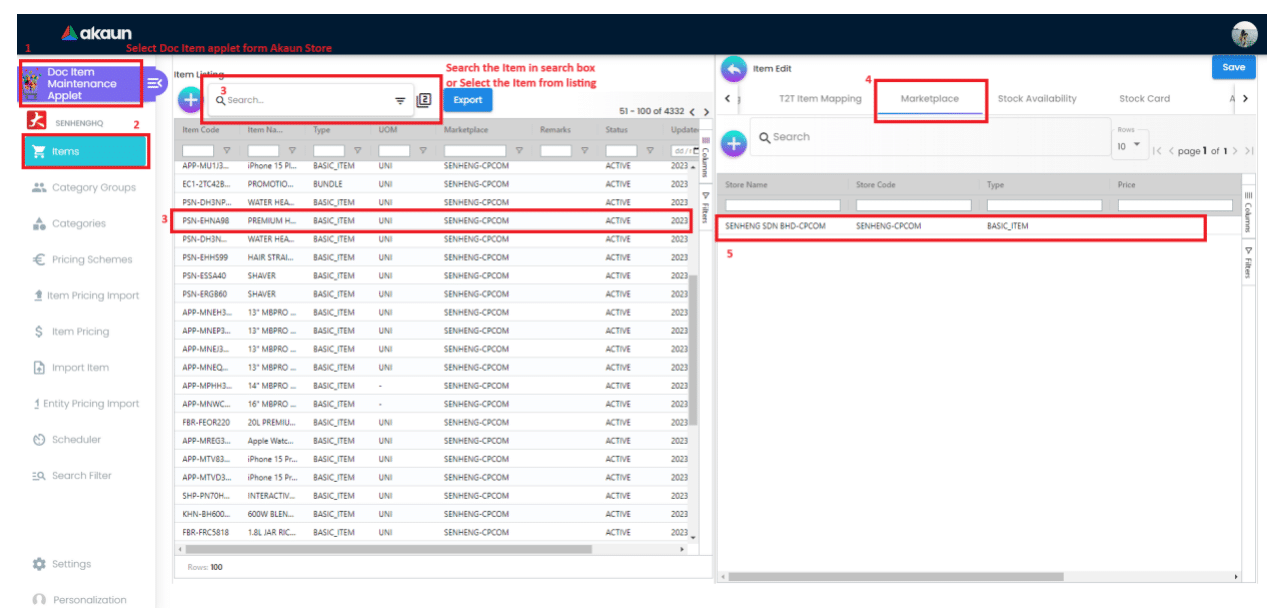 akaun
1
Select Doc Item applet form Akaun Store
Doc Item
Maintenance
Applet
SENHENGHQ
2
Items
Category Groups
Categories
Pricing Schemes
Item Pricing Import
Item Pricing
Import Item
Entity Pricing Import
Scheduler
Search Filter
Settings
Personalization
Item Listing
Search the Item in search box
or Select the Item from listing
3
Search...
Export
51 - 100 of 4332
Item Code Item Na... Type UOM Marketplace Remarks Status Update
APP-MU1J3... iPhone 15 Pl... BASIC_ITEM UNI SENHENG-CPCOM ACTIVE 2023
EC1-2TC42B... PROMOTIO... BUNDLE UNI SENHENG-CPCOM ACTIVE 2023
PSN-DH3NP... WATER HEA... BASIC_ITEM UNI SENHENG-CPCOM ACTIVE 2023
3
PSN-EHNA98 PREMIUM H... BASIC_ITEM UNI SENHENG-CPCOM ACTIVE 2023
PSN-DH3N... WATER HEA... BASIC_ITEM UNI SENHENG-CPCOM ACTIVE 2023
PSN-EHHS99 HAIR STRAI... BASIC_ITEM UNI SENHENG-CPCOM ACTIVE 2023
PSN-ESSA40 SHAVER BASIC_ITEM UNI SENHENG-CPCOM ACTIVE 2023
PSN-ERGB60 SHAVER BASIC_ITEM UNI SENHENG-CPCOM ACTIVE 2023
APP-MNEH3... 13" MBPRO ... BASIC_ITEM UNI SENHENG-CPCOM ACTIVE 2023
APP-MNEP3... 13" MBPRO ... BASIC_ITEM UNI SENHENG-CPCOM ACTIVE 2023
APP-MNEJ3... 13" MBPRO ... BASIC_ITEM UNI SENHENG-CPCOM ACTIVE 2023
APP-MNEQ... 13" MBPRO ... BASIC_ITEM UNI SENHENG-CPCOM ACTIVE 2023
APP-MPHH3... 14" MBPRO ... BASIC_ITEM - SENHENG-CPCOM ACTIVE 2023
APP-MNWC... 16" MBPRO ... BASIC_ITEM - SENHENG-CPCOM ACTIVE 2023
FBR-FEOR220 20L PREMIU... BASIC_ITEM UNI SENHENG-CPCOM ACTIVE 2023
APP-MREG3... Apple Watc... BASIC_ITEM UNI SENHENG-CPCOM ACTIVE 2023
APP-MTV83... iPhone 15 Pr... BASIC_ITEM UNI SENHENG-CPCOM ACTIVE 2023
APP-MTVD3... iPhone 15 Pr... BASIC_ITEM UNI SENHENG-CPCOM ACTIVE 2023
SHP-PN70H... INTERACTIV... BASIC_ITEM UNI SENHENG-CPCOM ACTIVE 2023
KHN-BH600... 600W BLEN... BASIC_ITEM UNI SENHENG-CPCOM ACTIVE 2023
FBR-FRC5818 1.8L JAR RIC... BASIC_ITEM UNI SENHENG-CPCOM ACTIVE 2023
Rows: 100
Columns
Filters
Item Edit
Save
4
T2T Item Mapping Marketplace Stock Availability Stock Card
Search
Rows
10
page 1 of 1
Store Name Store Code Type Price
SENHENG SDN BHD-CPCOM SENHENG-CPCOM BASIC_ITEM
5
Columns
Filters